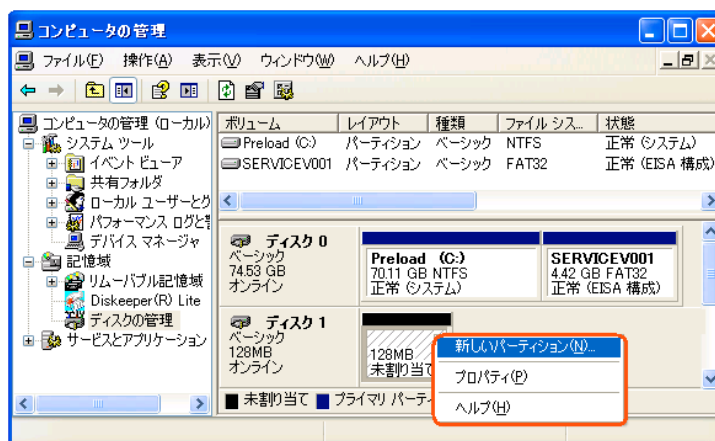 コンピュータの管理
ファイル(F) 操作(A) 表示(V) ウィンドウ(W) ヘルプ(H)
コンピュータの管理 (ローカル)
システム ツール
イベント ビューア
共有フォルダ
ローカル ユーザーとグ
パフォーマンス ログと
デバイス マネージャ
記憶域
リムーバブル記憶域
Diskeeper(R) Lite
ディスクの管理
サービスとアプリケーション
ボリューム レイアウト 種類 ファイル シス... 状態
Preload (C:) パーティション ベーシック NTFS 正常 (システム)
SERVICEV001 パーティション ベーシック FAT32 正常 (EISA 構成)
ディスク 0
ベーシック
74.53 GB
オンライン
Preload (C:)
70.11 GB NTFS
正常 (システム)
SERVICEV001
4.42 GB FAT32
正常 (EISA 構成)
ディスク 1
ベーシック
128MB
オンライン
128MB
未割り当て
新しいパーティション(N)...
プロパティ(P)
ヘルプ(H)
未割り当て プライマリ パーテ